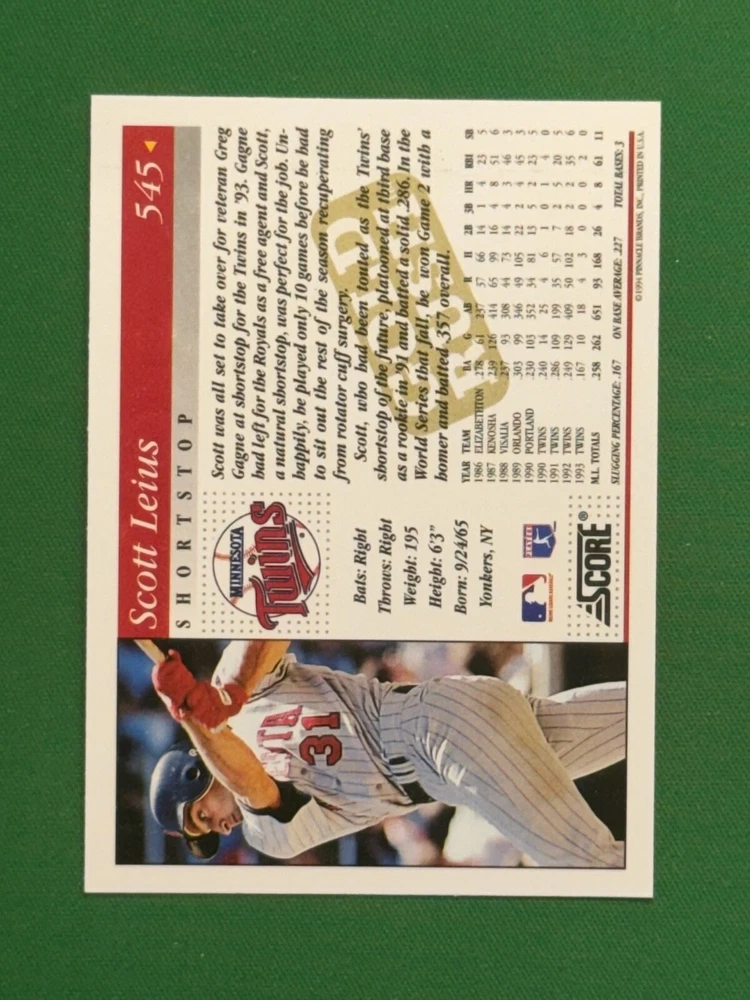 Scott Leius 545
SHORTSTOP
MINNESOTA
Twins
Bats: Right
Throws: Right
Weight: 195
Height: 6'3"
Born: 9/24/65
Yonkers, NY
SCORE®
Scott was all set to take over for veteran Greg
Gagne at shortstop for the Twins in '93. Gagne
had left for the Royals as a free agent and Scott,
a natural shortstop, was perfect for the job. Un-
happily, he played only 10 games before he had
to sit out the rest of the season recuperating
from rotator cuff surgery.
Scott, who had been touted as the Twins'
shortstop of the future, platooned at third base
as a rookie in '91 and batted a solid .286. In the
World Series that fall, he won Game 2 with a
homer and batted .357 overall.
YEAR TEAM BA G AB R H 2B 3B HR RBI SB
1986 ELIZABETHTON .278 61 237 37 66 14 1 4 23 5
1987 KENOSHA .239 126 414 65 99 16 4 8 51 6
1988 VISALIA .237 93 308 44 73 14 4 3 46 3
1989 ORLANDO .303 99 346 49 105 22 2 4 45 3
1990 PORTLAND .230 103 352 34 81 13 5 2 23 5
1990 TWINS .240 14 25 4 6 1 0 1 4 0
1991 TWINS .286 109 199 35 57 7 2 5 20 5
1992 TWINS .249 129 409 50 102 18 2 2 35 6
1993 TWINS .167 10 18 4 3 0 0 0 2 0
M.L. TOTALS .258 262 651 93 168 26 4 8 61 11
SLUGGING PERCENTAGE: .167 ON BASE AVERAGE: .227 TOTAL BASES: 3
©1994 PINNACLE BRANDS, INC., PRINTED IN U.S.A.
31